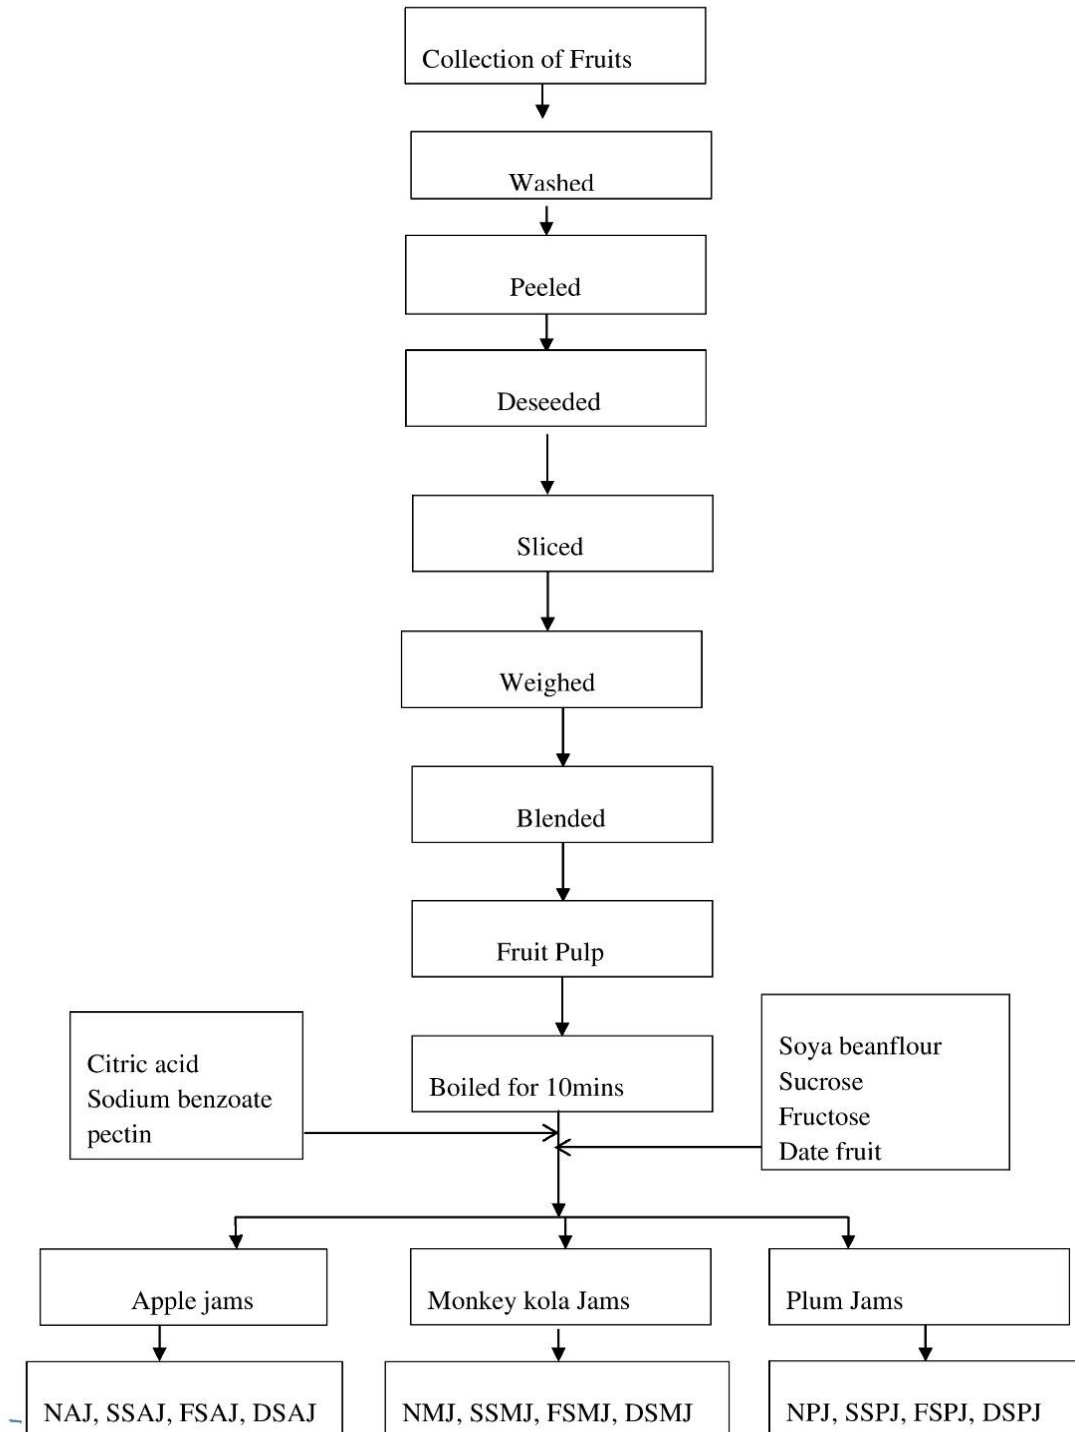 Collection of Fruits
Washed
Peeled
Deseeded
Sliced
Weighed
Blended
Fruit Pulp
Boiled for 10mins
Citric acid
Sodium benzoate
pectin
Soya beanflour
Sucrose
Fructose
Date fruit
Apple jams
Monkey kola Jams
Plum Jams
NAJ, SSAJ, FSAJ, DSAJ
NMJ, SSMJ, FSMJ, DSMJ
NPJ, SSPJ, FSPJ, DSPJ